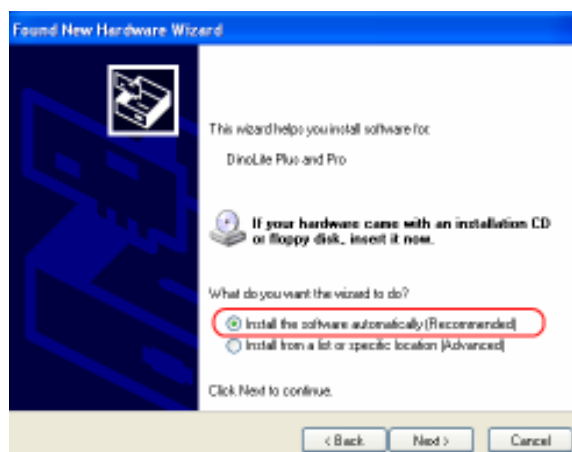 Found New Hardware Wizard
This wizard helps you install software for:
DinoLite Plus and Pro
If your hardware came with an installation CD
or floppy disk, insert it now.
What do you want the wizard to do?
Install the software automatically (Recommended)
Install from a list or specific location (Advanced)
Click Next to continue.
< Back
Next >
Cancel